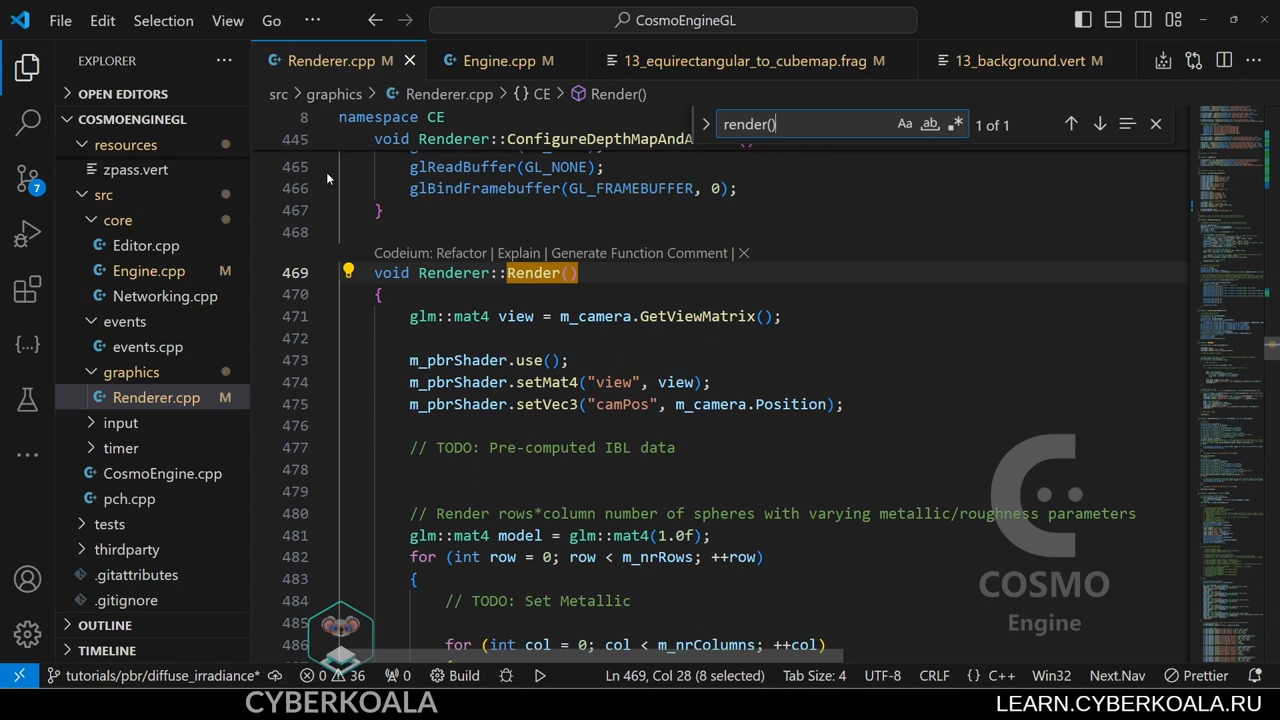 File Edit Selection View Go ··· CosmoEngineGL
EXPLORER ···
Renderer.cpp M
Engine.cpp M
13_equirectangular_to_cubemap.frag M
13_background.vert M
OPEN EDITORS
src > graphics > Renderer.cpp > {} CE > Render()
COSMOENGINEGL
resources
zpass.vert
src
core
Editor.cpp
Engine.cpp M
Networking.cpp
events
events.cpp
graphics
Renderer.cpp M
input
timer
CosmoEngine.cpp
pch.cpp
tests
thirdparty
.gitattributes
.gitignore
OUTLINE
TIMELINE
7
render() Aa ab 1 of 1
8 namespace CE
445 void Renderer::
465 glReadBuffer(GL_NONE);
466 glBindFramebuffer(GL_FRAMEBUFFER, 0);
467 }
468
Codeium: Refactor | Explain | Generate Function Comment | X
469 void Renderer::Render()
470 {
471 glm::mat4 view = m_camera.GetViewMatrix();
472
473 m_pbrShader.use();
474 m_pbrShader.setMat4("view", view);
475 m_pbrShader.setVec3("camPos", m_camera.Position);
476
477 // TODO: Precomputed IBL data
478
479
480 // Render rows*column number of spheres with varying metallic/roughness parameters
481 glm::mat4 model = glm::mat4(1.0f);
482 for (int row = 0; row < m_nrRows; ++row)
483 {
484 // TODO: Set Metallic
485
486 for (int col = 0; col < m_nrColumns; ++col)
COSMO
Engine
tutorials/pbr/diffuse_irradiance* 0 36 0 Build Ln 469, Col 28 (8 selected) Tab Size: 4 UTF-8 CRLF {} C++ Win32 Next.Nav Prettier
CYBERKOALA LEARN.CYBERKOALA.RU